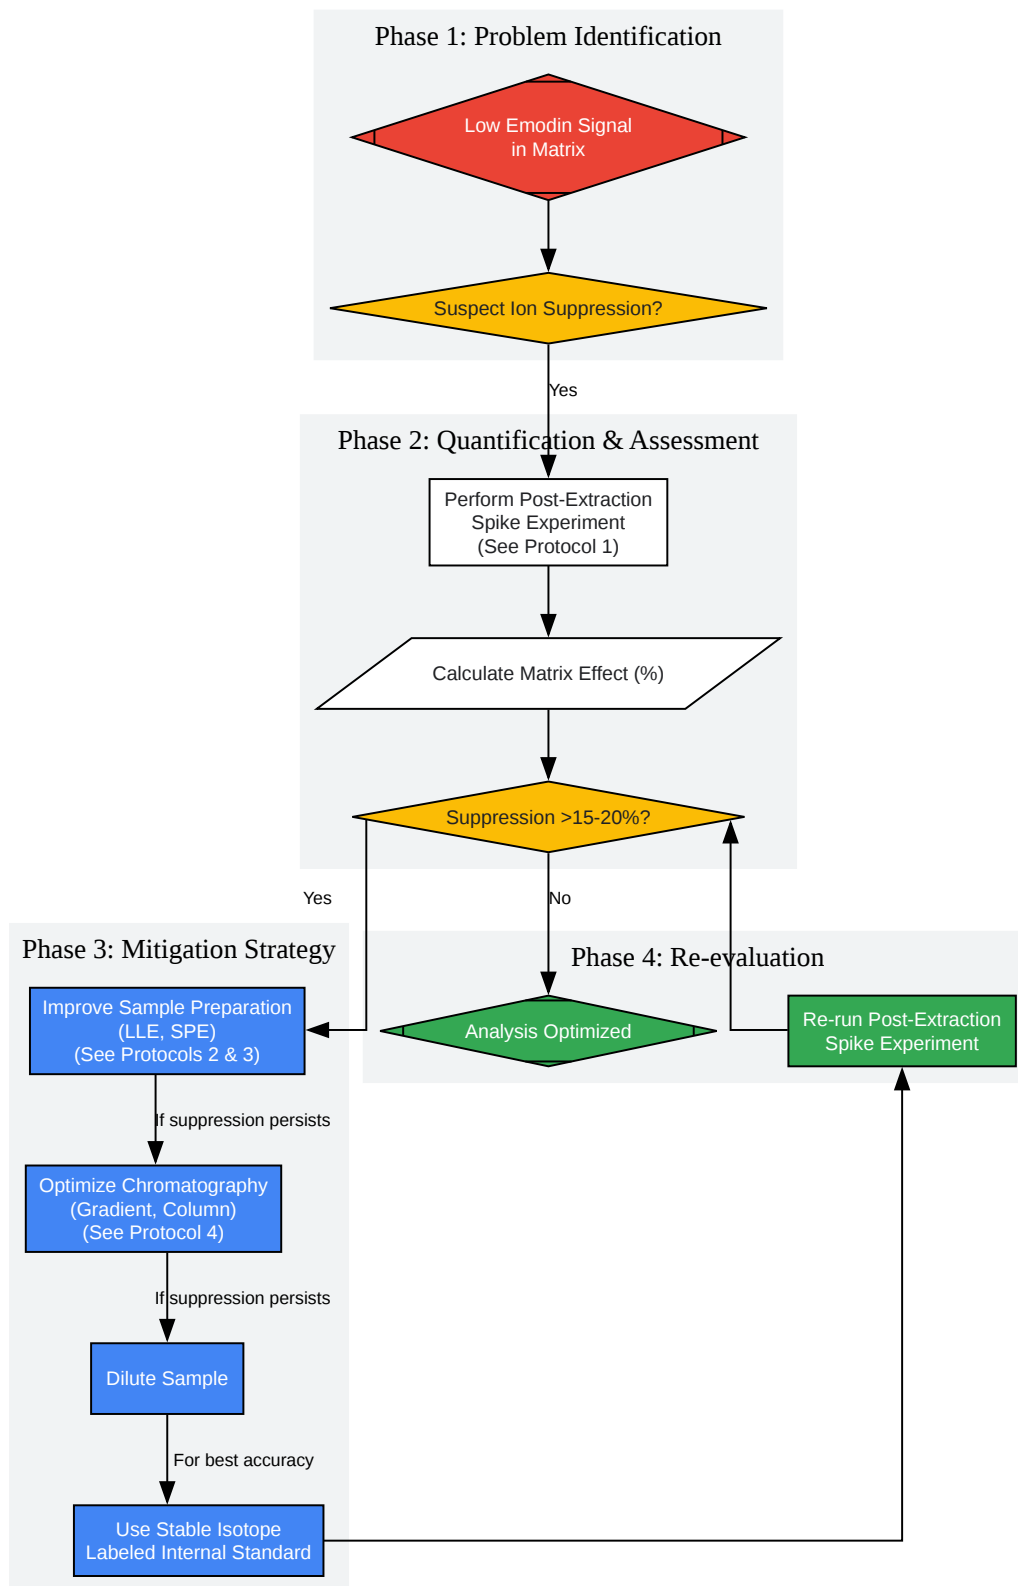 Phase 1: Problem Identification
Low Emodin Signal
in Matrix
Suspect Ion Suppression?
Yes
Phase 2: Quantification & Assessment
Perform Post-Extraction
Spike Experiment
(See Protocol 1)
Calculate Matrix Effect (%)
Suppression >15-20%?
Yes
No
Phase 3: Mitigation Strategy
Improve Sample Preparation
(LLE, SPE)
(See Protocols 2 & 3)
If suppression persists
Optimize Chromatography
(Gradient, Column)
(See Protocol 4)
If suppression persists
Dilute Sample
For best accuracy
Use Stable Isotope
Labeled Internal Standard
Phase 4: Re-evaluation
Analysis Optimized
Re-run Post-Extraction
Spike Experiment